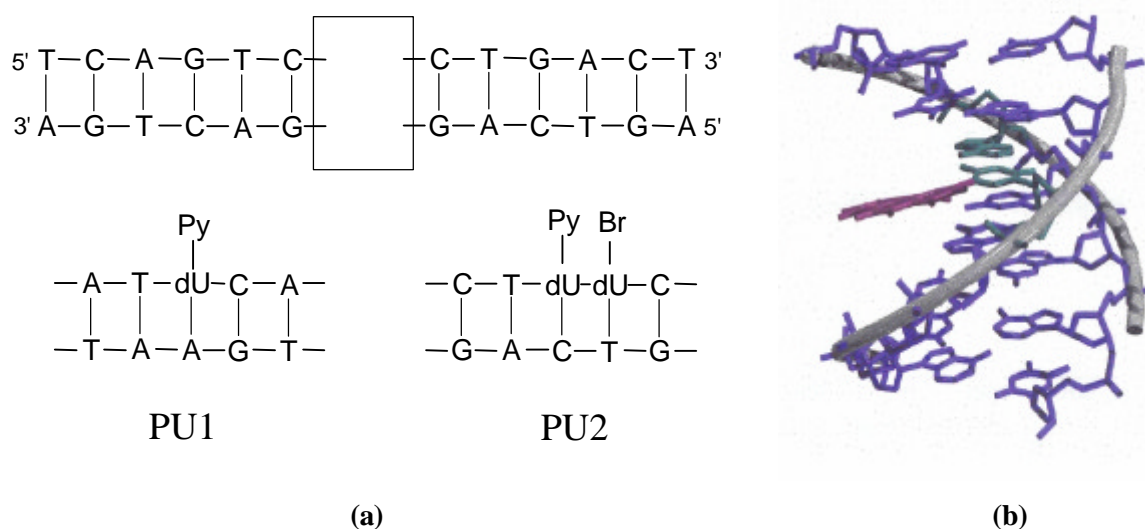 5' T C A G T C C T G A C T 3'
3' A G T C A G G A C T G A 5'
Py
A T dU C A
T A A G T
PU1
Py Br
C T dU dU C
G A C T G
PU2
(a)
(b)